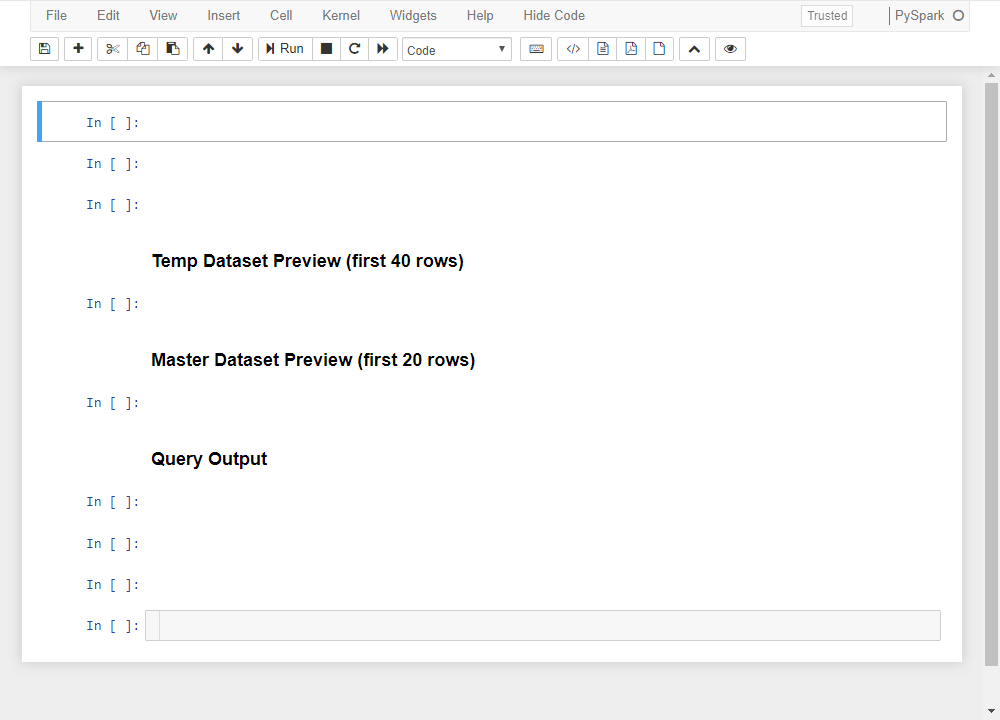 File Edit View Insert Cell Kernel Widgets Help Hide Code Trusted PySpark
Run Code
In [ ]:
In [ ]:
In [ ]:
Temp Dataset Preview (first 40 rows)
In [ ]:
Master Dataset Preview (first 20 rows)
In [ ]:
Query Output
In [ ]:
In [ ]:
In [ ]:
In [ ]: